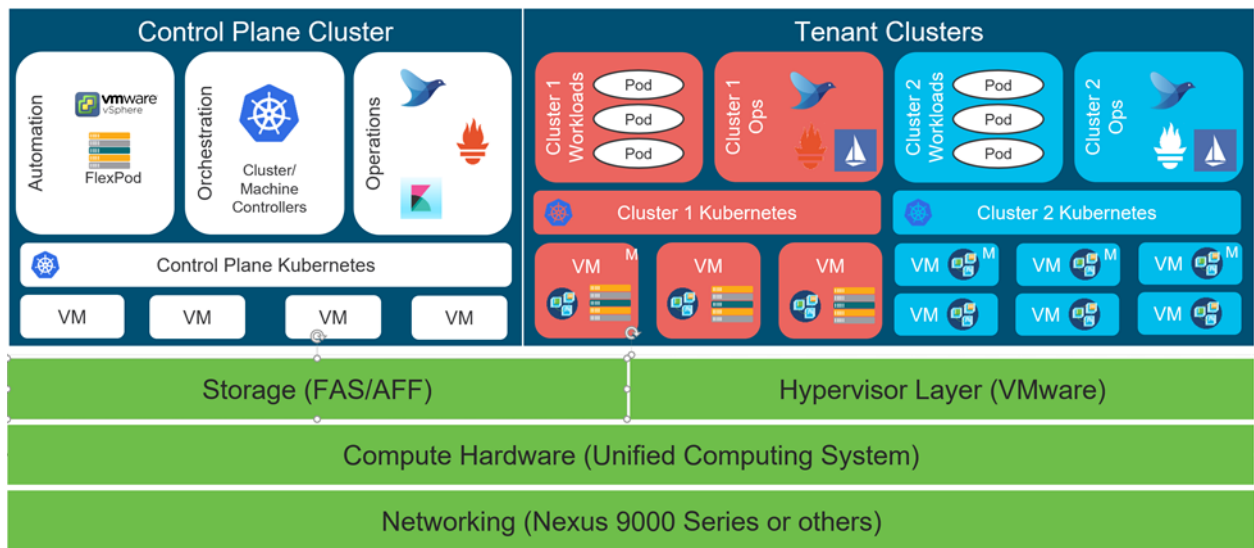 Control Plane Cluster
Automation
vmware
vSphere
FlexPod
Orchestration
Cluster/
Machine
Controllers
Operations
Control Plane Kubernetes
VM
VM
VM
VM
Tenant Clusters
Cluster 1
Workloads
Pod
Pod
Pod
Cluster 1
Ops
Cluster 2
Workloads
Pod
Pod
Pod
Cluster 2
Ops
Cluster 1 Kubernetes
Cluster 2 Kubernetes
VM M
VM
VM
VM M
VM M
VM M
VM
VM
VM
Storage (FAS/AFF)
Hypervisor Layer (VMware)
Compute Hardware (Unified Computing System)
Networking (Nexus 9000 Series or others)